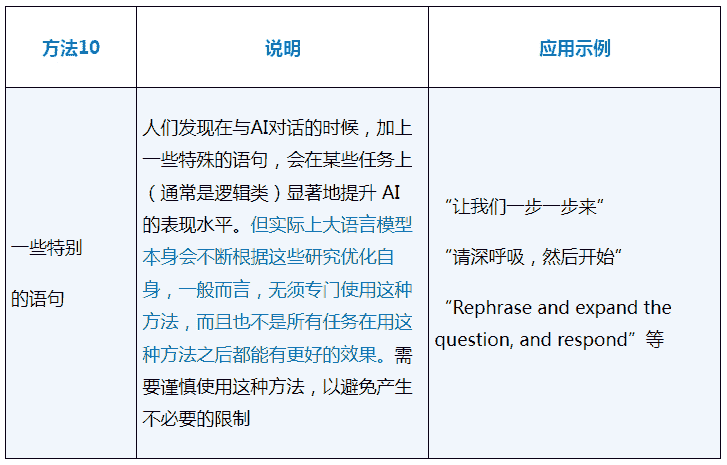 方法10
说明
应用示例
一些特别
的语句
人们发现在与AI对话的时候，加上
一些特殊的语句，会在某些任务上
（通常是逻辑类）显著地提升 AI
的表现水平。但实际上大语言模型
本身会不断根据这些研究优化自
身，一般而言，无须专门使用这种
方法，而且也不是所有任务在用这
种方法之后都能有更好的效果。需
要谨慎使用这种方法，以避免产生
不必要的限制
“让我们一步一步来”
“请深呼吸，然后开始”
“Rephrase and expand the
question, and respond”等